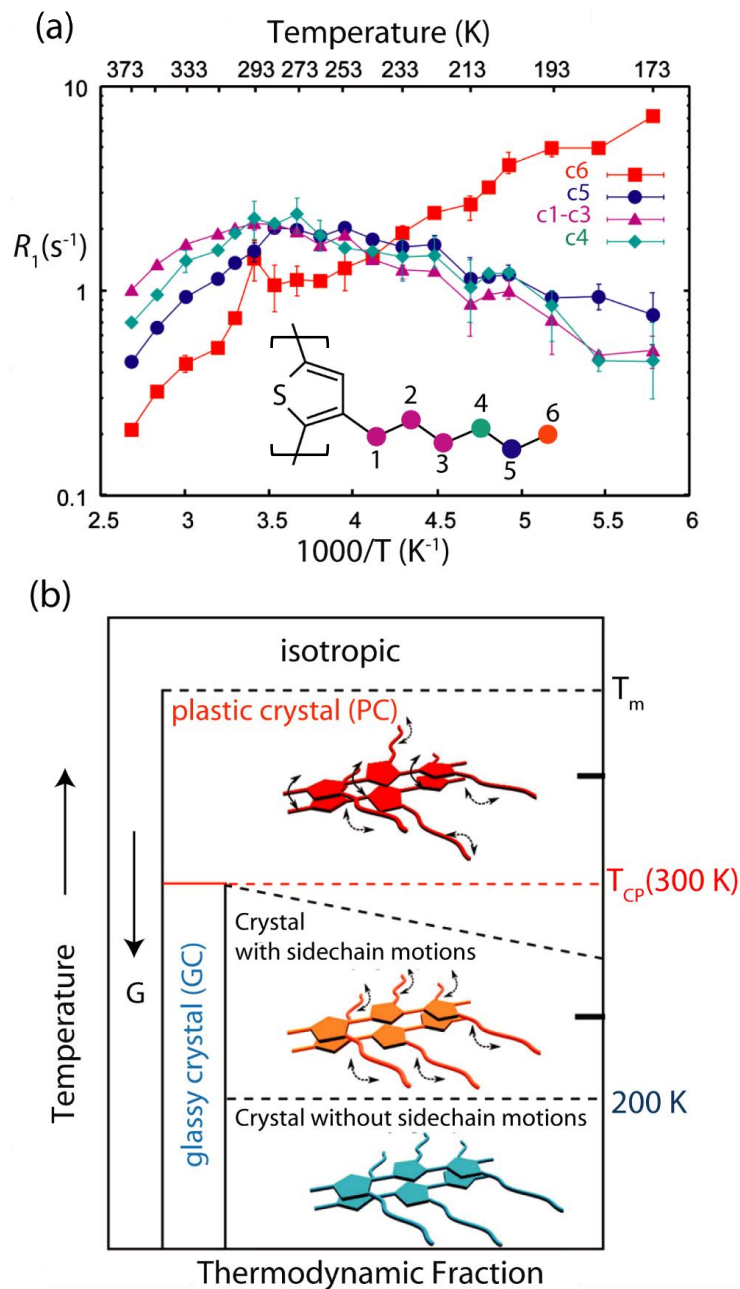 (a)
Temperature (K)
373 333 293 273 253 233 213 193 173
10
c6
c5
c1-c3
c4
R1(s-1)
1
S
2
4
6
1
3
5
0.1
2.5 3 3.5 4 4.5 5 5.5 6
1000/T (K-1)
(b)
isotropic
Tm
plastic crystal (PC)
TCP(300 K)
Crystal
with sidechain motions
G
Temperature
glassy crystal (GC)
200 K
Crystal without sidechain motions
Thermodynamic Fraction